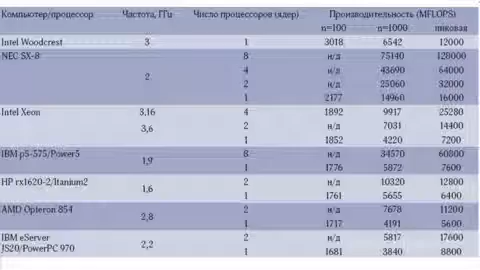 Компьютер/процессор Частота, ГГц Число процессоров (ядер) Производительность (MFLOPS)
n=100 n=1000 пиковая
Intel Woodcrest 3 1 3018 6542 12000
NEC SX-8 8 н/д 75140 128000
4 н/д 43690 64000
2 2 н/д 25060 32000
1 2177 14960 16000
Intel Xeon 3,16 4 1892 9917 25280
3,6 2 н/д 7031 14400
1 1852 4220 7200
IBM p5-575/Power5 1,9 8 н/д 34570 60800
1 1776 5872 7600
HP rx1620-2/Itanium2 1,6 2 н/д 10320 12800
1 1761 5655 6400
AMD Opteron 854 2,8 2 н/д 7678 11200
1 1717 4191 5600
IBM eServer 2,2 2 н/д 5817 17600
JS20/PowerPC 970 1 1681 3840 8800